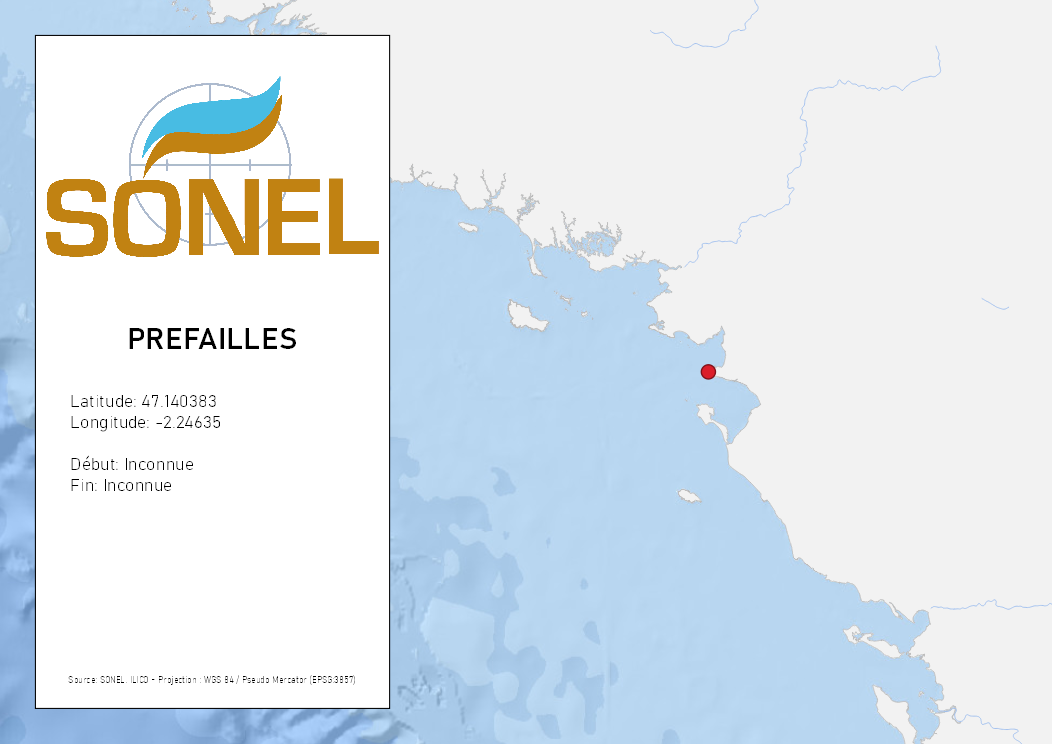 SONEL
PREFAILLES
Latitude: 47.140383
Longitude: -2.24635
Début: Inconnue
Fin: Inconnue
Source: SONEL, ILICO - Projection : WGS 84 / Pseudo Mercator (EPSG:3857)